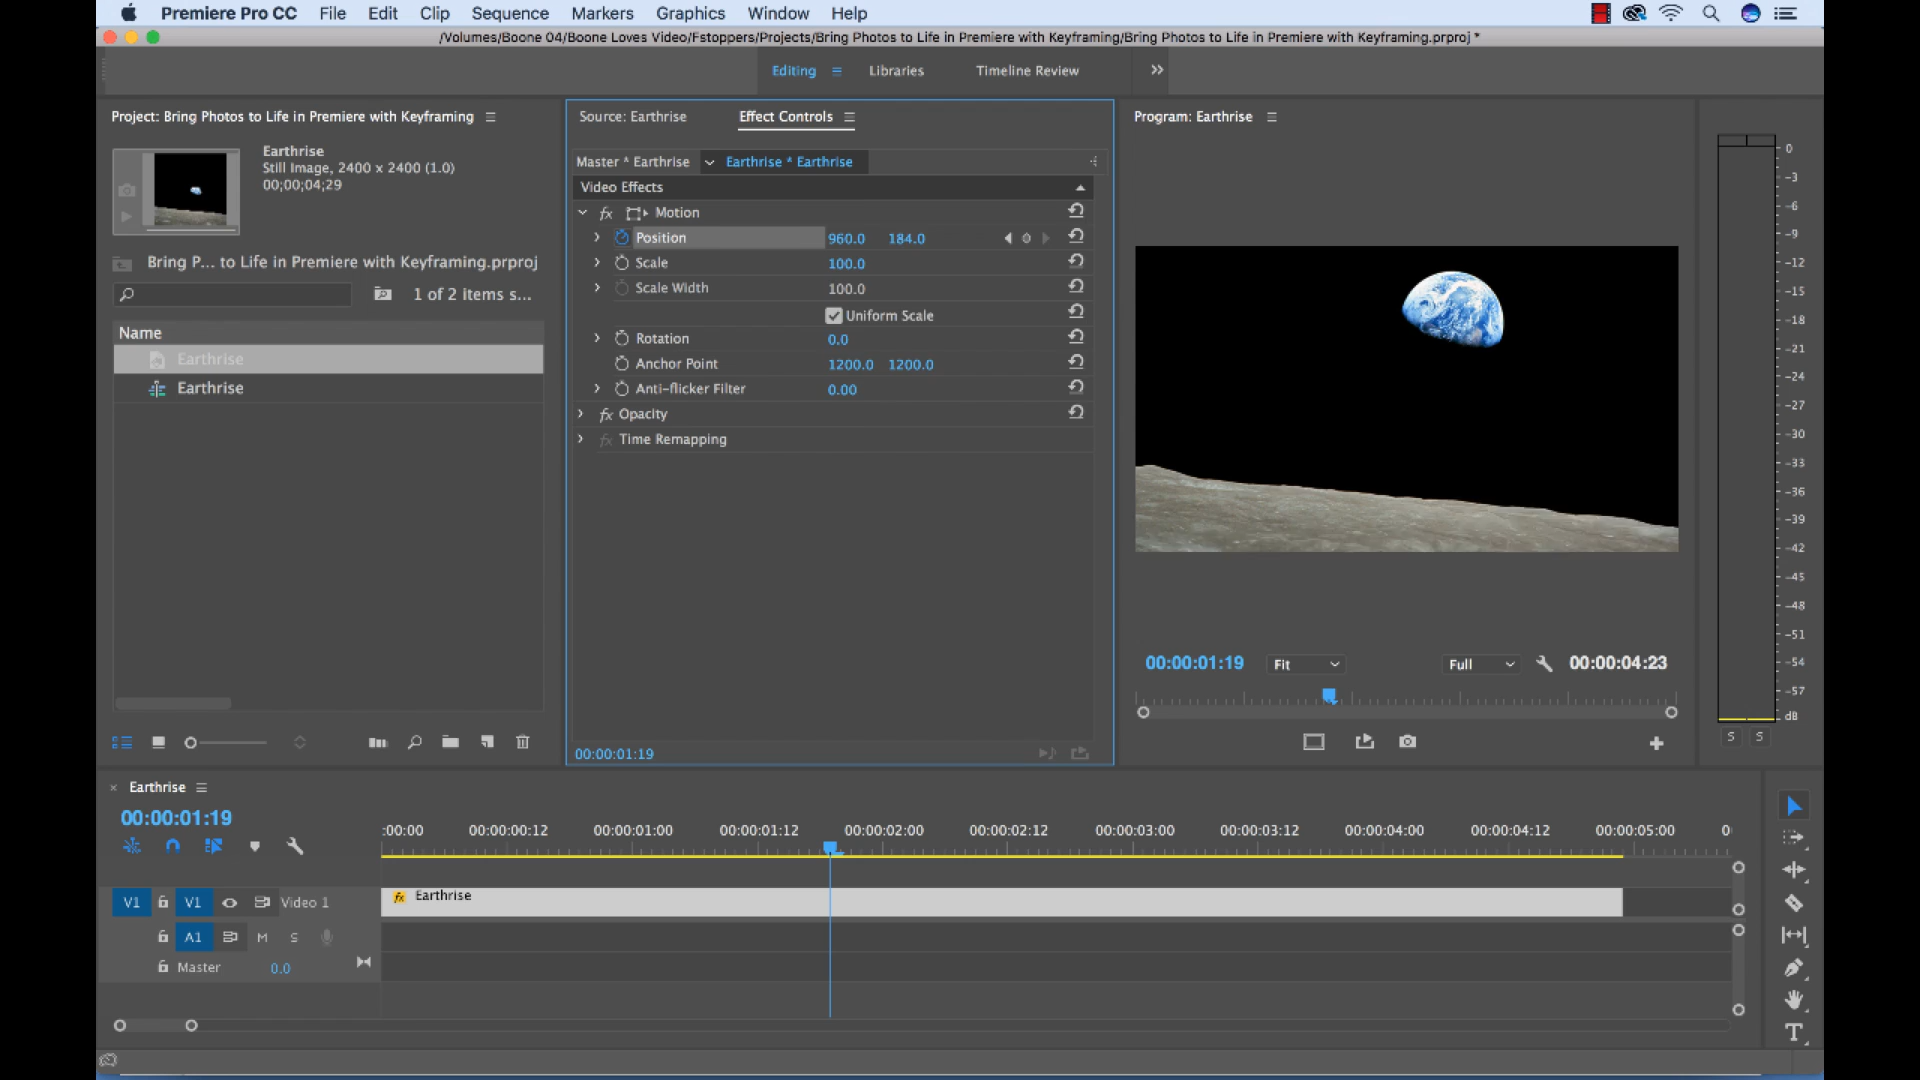 Premiere Pro CC File Edit Clip Sequence Markers Graphics Window Help
/Volumes/Boone 04/Boone Loves Video/Fstoppers/Projects/Bring Photos to Life in Premiere with Keyframing/Bring Photos to Life in Premiere with Keyframing.prproj *
Editing Libraries Timeline Review
Project: Bring Photos to Life in Premiere with Keyframing
Earthrise
Still Image, 2400 x 2400 (1.0)
00;00;04;29
Bring P... to Life in Premiere with Keyframing.prproj
1 of 2 items s...
Name
Earthrise
Earthrise
Source: Earthrise Effect Controls
Master * Earthrise Earthrise * Earthrise
Video Effects
fx Motion
Position 960.0 184.0
Scale 100.0
Scale Width 100.0
Uniform Scale
Rotation 0.0
Anchor Point 1200.0 1200.0
Anti-flicker Filter 0.00
fx Opacity
fx Time Remapping
00:00:01:19
Program: Earthrise
00:00:01:19 Fit Full 00:00:04:23
0
-3
-6
-9
-12
-15
-18
-21
-24
-27
-30
-33
-36
-39
-42
-45
-48
-51
-54
-57
dB
S S
× Earthrise
00:00:01:19
:00:00 00:00:00:12 00:00:01:00 00:00:01:12 00:00:02:00 00:00:02:12 00:00:03:00 00:00:03:12 00:00:04:00 00:00:04:12 00:00:05:00 0
V1 V1 Video 1
fx Earthrise
A1 M S
Master 0.0
T